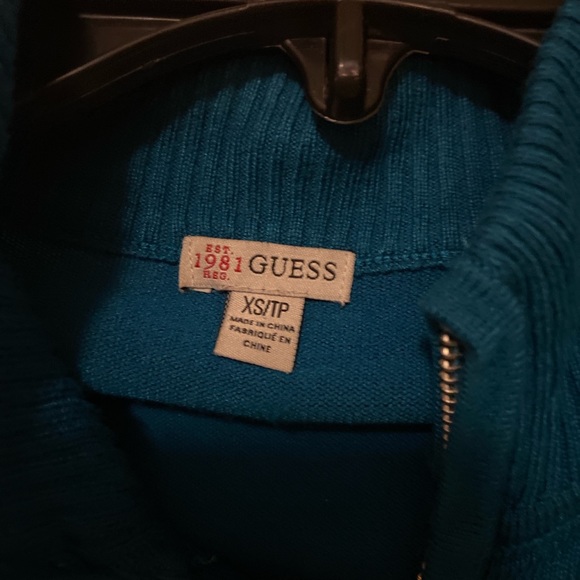 EST.
1981 GUESS
REG.
XS/TP
MADE IN CHINA
FABRIQUÉ EN
CHINE